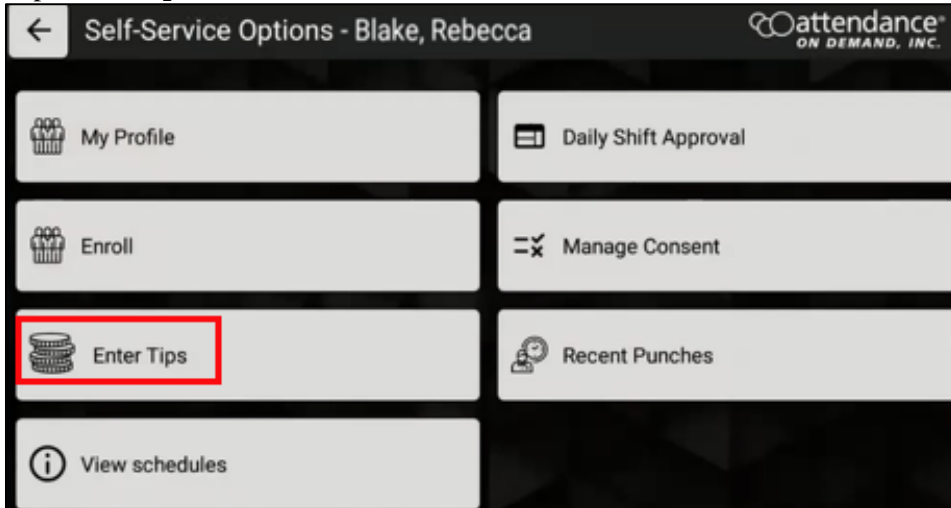 Self-Service Options - Blake, Rebecca
attendance
ON DEMAND, INC.
My Profile
Daily Shift Approval
Enroll
Manage Consent
Enter Tips
Recent Punches
View schedules